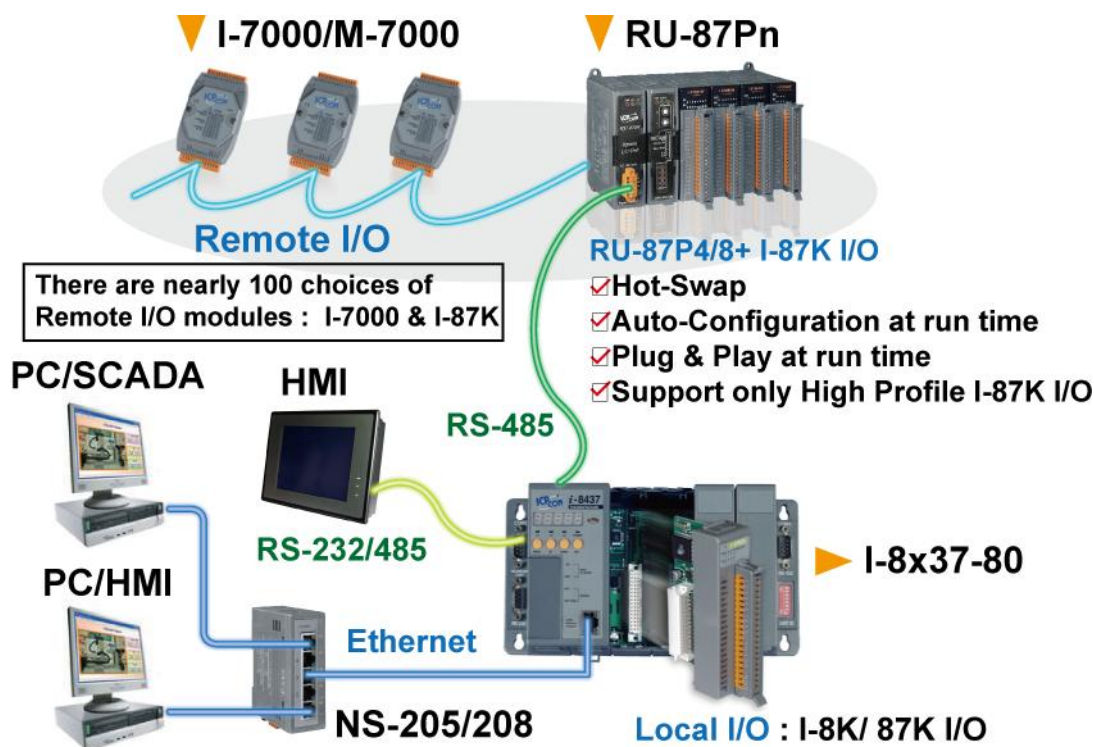 I-7000/M-7000
RU-87Pn
Remote I/O
There are nearly 100 choices of
Remote I/O modules : I-7000 & I-87K
RU-87P4/8+ I-87K I/O
Hot-Swap
Auto-Configuration at run time
Plug & Play at run time
Support only High Profile I-87K I/O
PC/SCADA
HMI
RS-485
i-8437
RS-232/485
I-8x37-80
PC/HMI
Ethernet
NS-205/208
Local I/O : I-8K/ 87K I/O